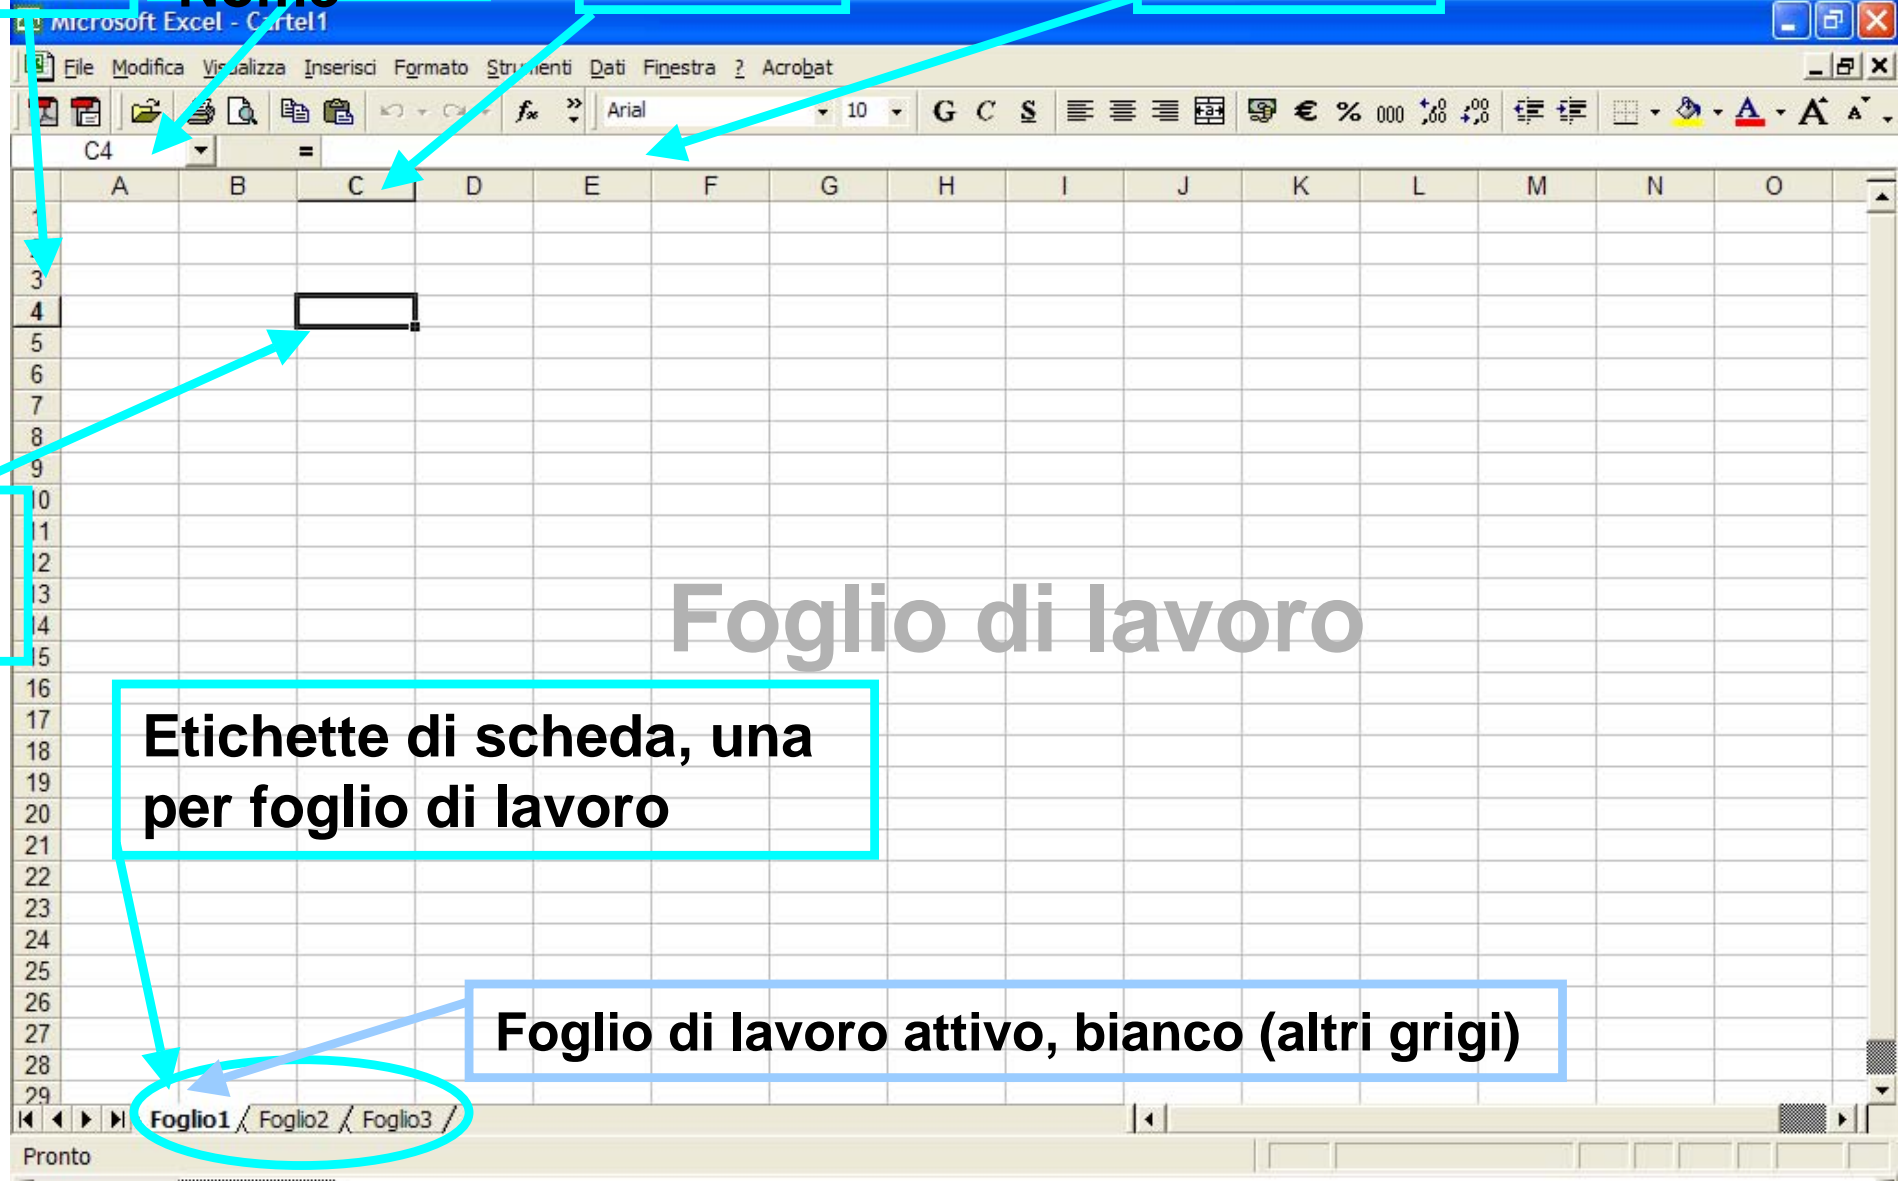 Nome
Microsoft Excel - Cartel1
File Modifica Visualizza Inserisci Formato Strumenti Dati Finestra ? Acrobat
Arial 10 G C S € % 000
C4 =
A B C D E F G H I J K L M N O
1
3
4
5
6
7
8
9
10
11
12
13
14
15
16
17
18
19
20
21
22
23
24
25
26
27
28
29
Foglio di lavoro
Etichette di scheda, una
per foglio di lavoro
Foglio di lavoro attivo, bianco (altri grigi)
Foglio1 / Foglio2 / Foglio3 /
Pronto